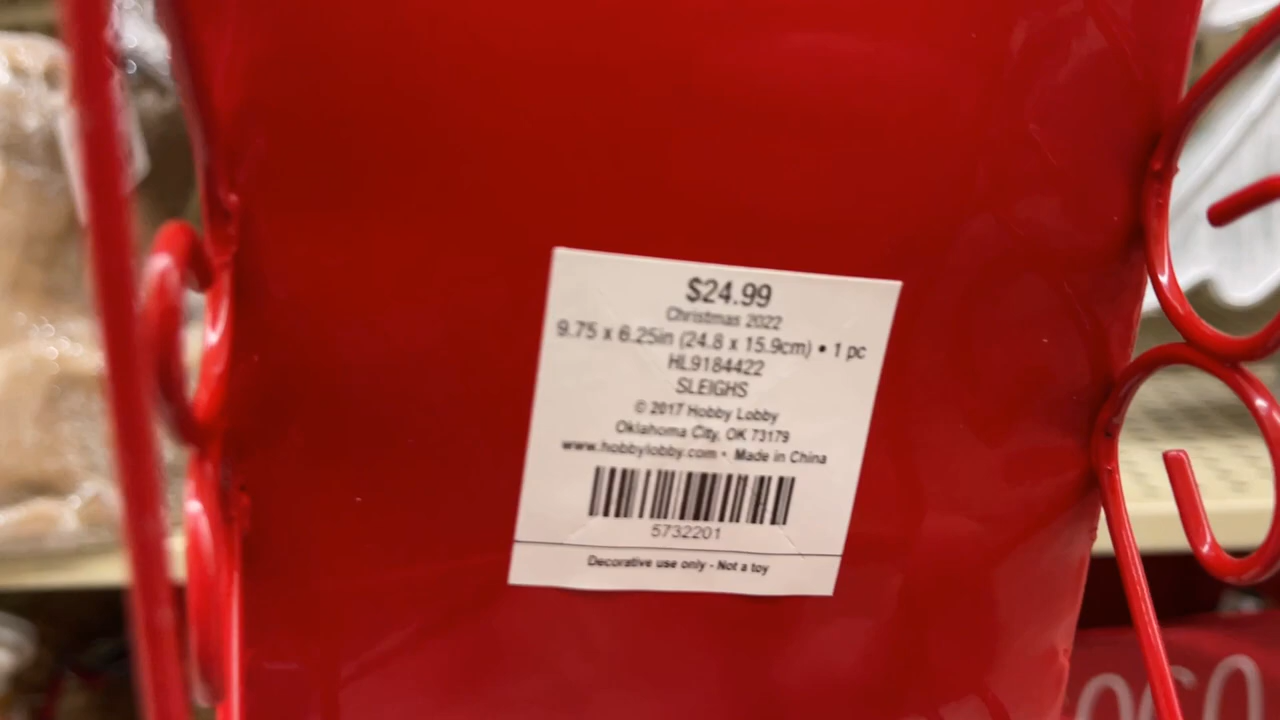 $24.99
Christmas 2022
9.75 x 6.25in (24.8 x 15.9cm) • 1 pc
HL9184422
SLEIGHS
© 2017 Hobby Lobby
Oklahoma City, OK 73179
www.hobbylobby.com • Made in China
5732201
Decorative use only - Not a toy